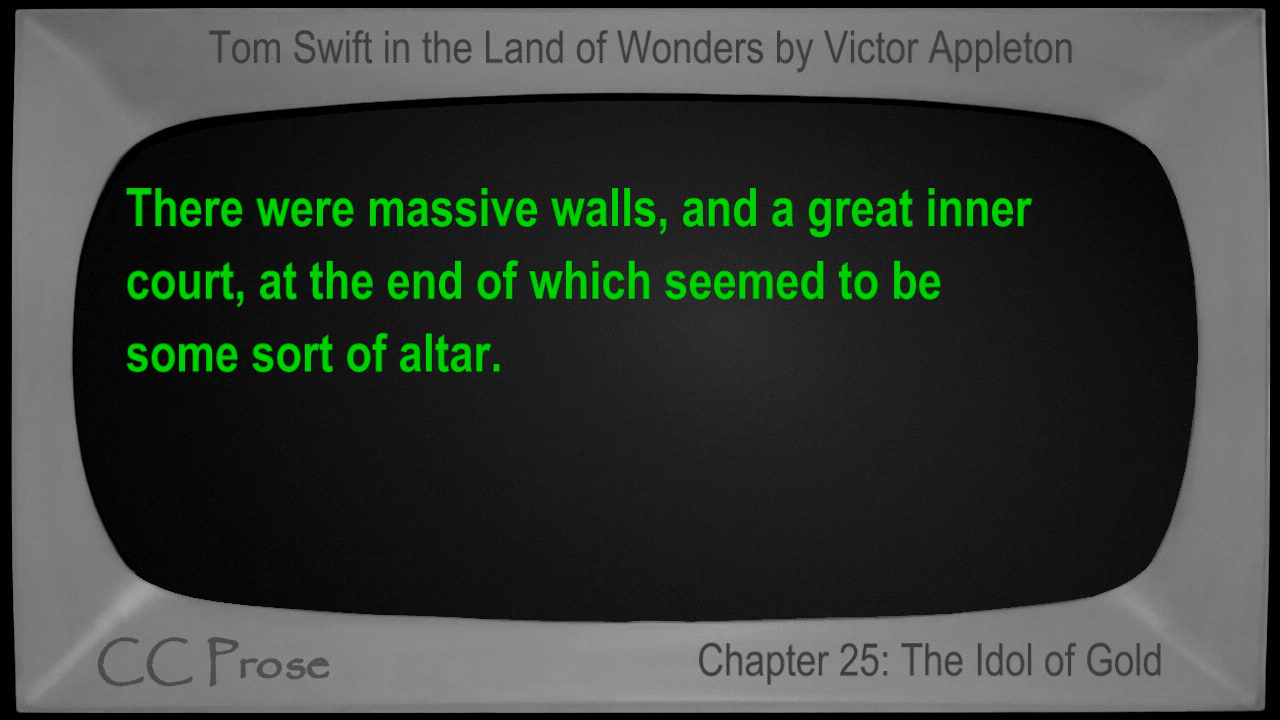 Tom Swift in the Land of Wonders by Victor Appleton
There were massive walls, and a great inner
court, at the end of which seemed to be
some sort of altar.
CC Prose
Chapter 25: The Idol of Gold